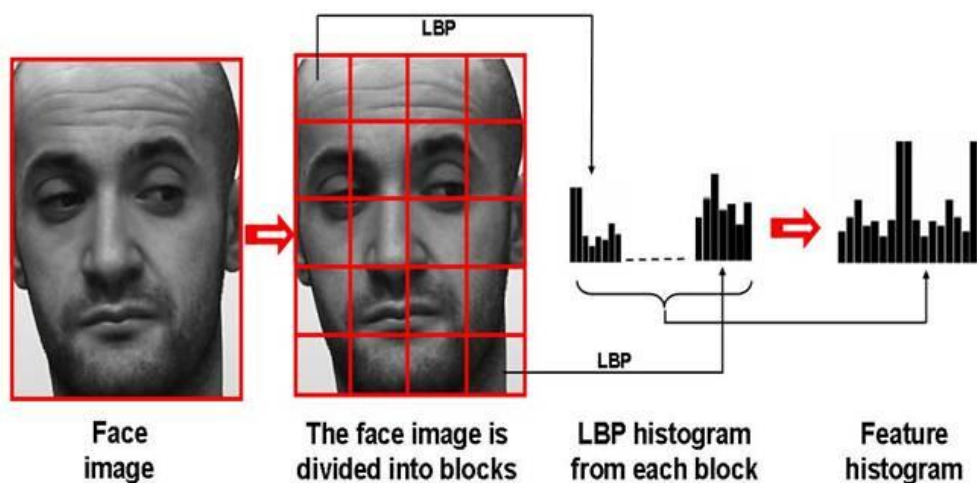 LBP
LBP
Face
image
The face image is
divided into blocks
LBP histogram
from each block
Feature
histogram